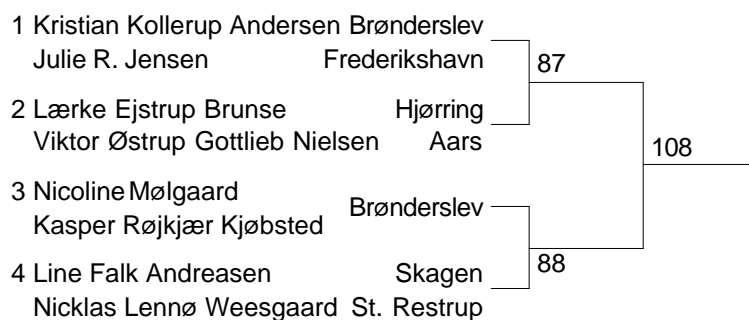 1 Kristian Kollerup Andersen Brønderslev
Julie R. Jensen Frederikshavn
87
2 Lærke Ejstrup Brunse Hjørring
Viktor Østrup Gottlieb Nielsen Aars
108
3 Nicoline Mølgaard
Brønderslev
Kasper Røjkjær Kjøbsted
88
4 Line Falk Andreasen Skagen
Nicklas Lennø Weesgaard St. Restrup